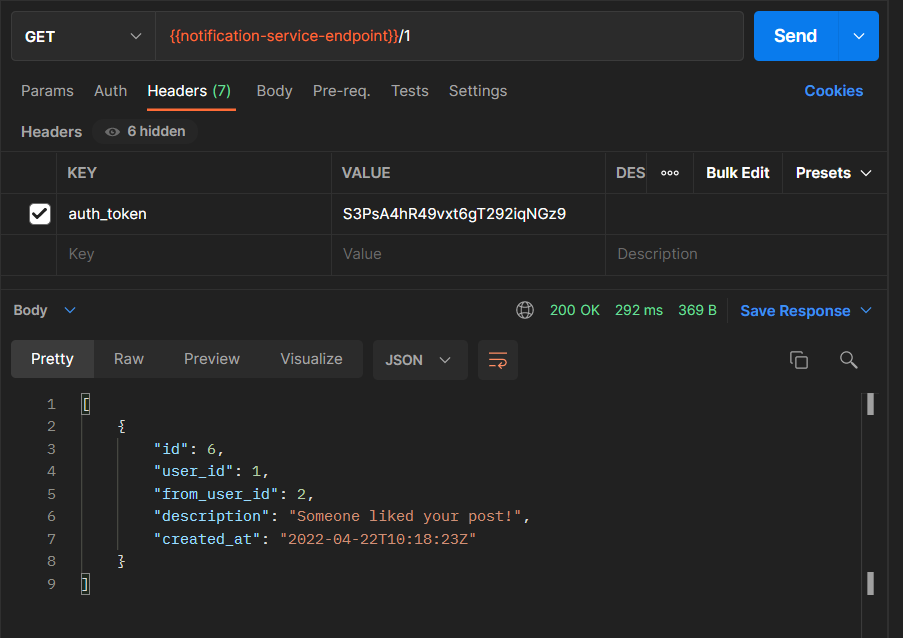 GET {{notification-service-endpoint}}/1 Send
Params Auth Headers (7) Body Pre-req. Tests Settings Cookies
Headers 6 hidden
KEY VALUE DES Bulk Edit Presets
auth_token S3PsA4hR49vxt6gT292iqNGz9
Key Value Description
Body 200 OK 292 ms 369 B Save Response
Pretty Raw Preview Visualize JSON
1 [
2 {
3 "id": 6,
4 "user_id": 1,
5 "from_user_id": 2,
6 "description": "Someone liked your post!",
7 "created_at": "2022-04-22T10:18:23Z"
8 }
9 ]